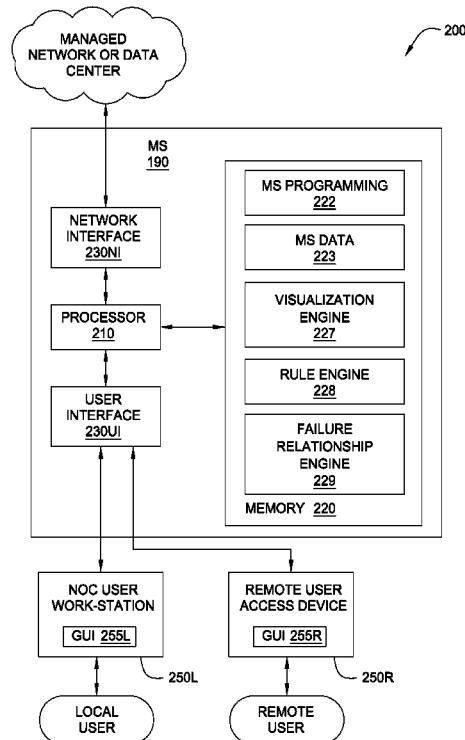 MANAGED
NETWORK OR DATA
CENTER
200
MS
190
NETWORK
INTERFACE
230NI
PROCESSOR
210
USER
INTERFACE
230UI
MS PROGRAMMING
222
MS DATA
223
VISUALIZATION
ENGINE
227
RULE ENGINE
228
FAILURE
RELATIONSHIP
ENGINE
229
MEMORY 220
NOC USER
WORK-STATION
GUI 255L
250L
REMOTE USER
ACCESS DEVICE
GUI 255R
250R
LOCAL
USER
REMOTE
USER